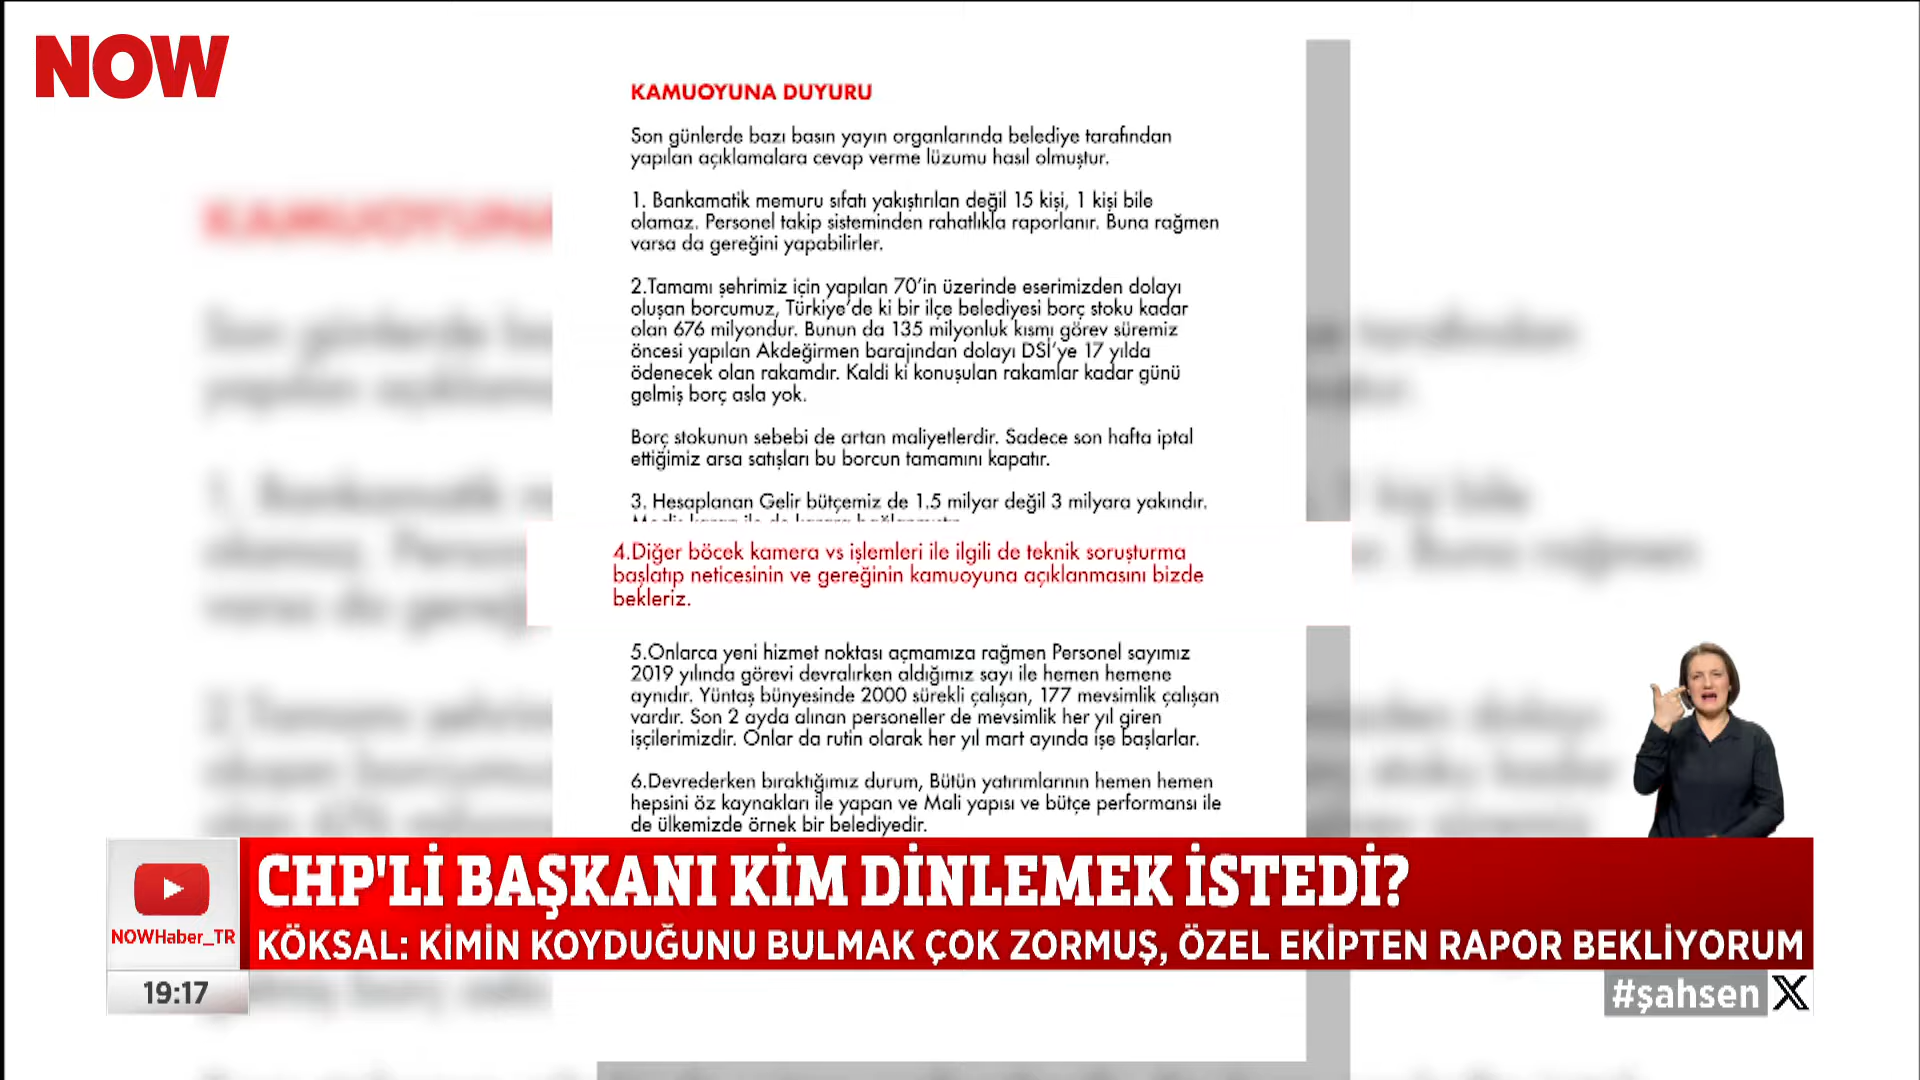 NOW
KAMUOYUNA DUYURU
Son günlerde bazı basın yayın organlarında belediye tarafından
yapılan açıklamalara cevap verme lüzumu hasıl olmuştur.
1. Bankamatik memuru sıfatı yakıştırılan değil 15 kişi, 1 kişi bile
olamaz. Personel takip sisteminden rahatlıkla raporlanır. Buna rağmen
varsa da gereğini yapabilirler.
2.Tamamı şehrimiz için yapılan 70'in üzerinde eserimizden dolayı
oluşan borcumuz, Türkiye'de ki bir ilçe belediyesi borç stoku kadar
olan 676 milyondur. Bunun da 135 milyonluk kısmı görev süremiz
öncesi yapılan Akdeğirmen barajından dolayı DSİ'ye 17 yılda
ödenecek olan rakamdır. Kaldi ki konuşulan rakamlar kadar günü
gelmiş borç asla yok.
Borç stokunun sebebi de artan maliyetlerdir. Sadece son hafta iptal
ettiğimiz arsa satışları bu borcun tamamını kapatır.
3. Hesaplanan Gelir bütçemiz de 1.5 milyar değil 3 milyara yakındır.
4.Diğer böcek kamera vs işlemleri ile ilgili de teknik soruşturma
başlatıp neticesinin ve gereğinin kamuoyuna açıklanmasını bizde
bekleriz.
5.Onlarca yeni hizmet noktası açmamıza rağmen Personel sayımız
2019 yılında görevi devralırken aldığımız sayı ile hemen hemene
aynıdır. Yüntaş bünyesinde 2000 sürekli çalışan, 177 mevsimlik çalışan
vardır. Son 2 ayda alınan personeller de mevsimlik her yıl giren
işçilerimizdir. Onlar da rutin olarak her yıl mart ayında işe başlarlar.
6.Devrederken bıraktığımız durum, Bütün yatırımlarının hemen hemen
hepsini öz kaynakları ile yapan ve Mali yapısı ve bütçe performansı ile
de ülkemizde örnek bir belediyedir.
CHP'Lİ BAŞKANI KİM DİNLEMEK İSTEDİ?
NOWHaber_TR
KÖKSAL: KİMİN KOYDUĞUNU BULMAK ÇOK ZORMUŞ, ÖZEL EKİPTEN RAPOR BEKLİYORUM
19:17
#şahsen X